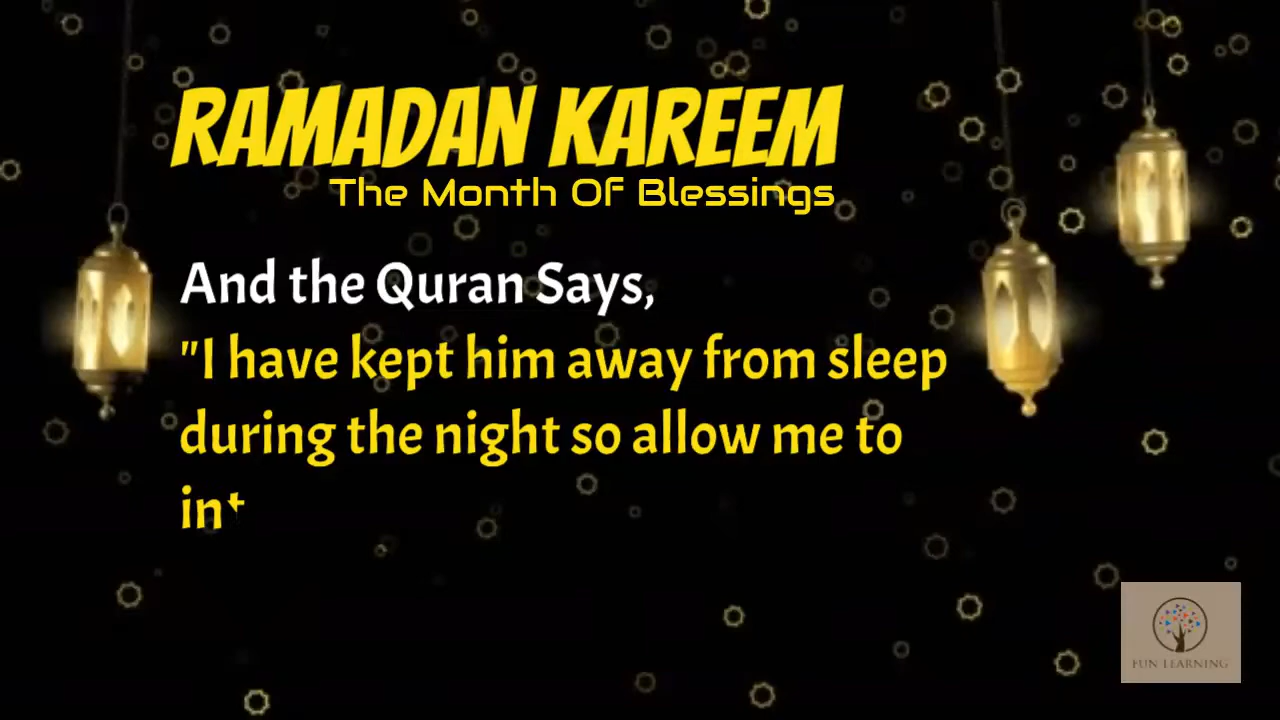 RAMADAN KAREEM
The Month Of Blessings
And the Quran Says,
"I have kept him away from sleep
during the night so allow me to
in
FUN LEARNING